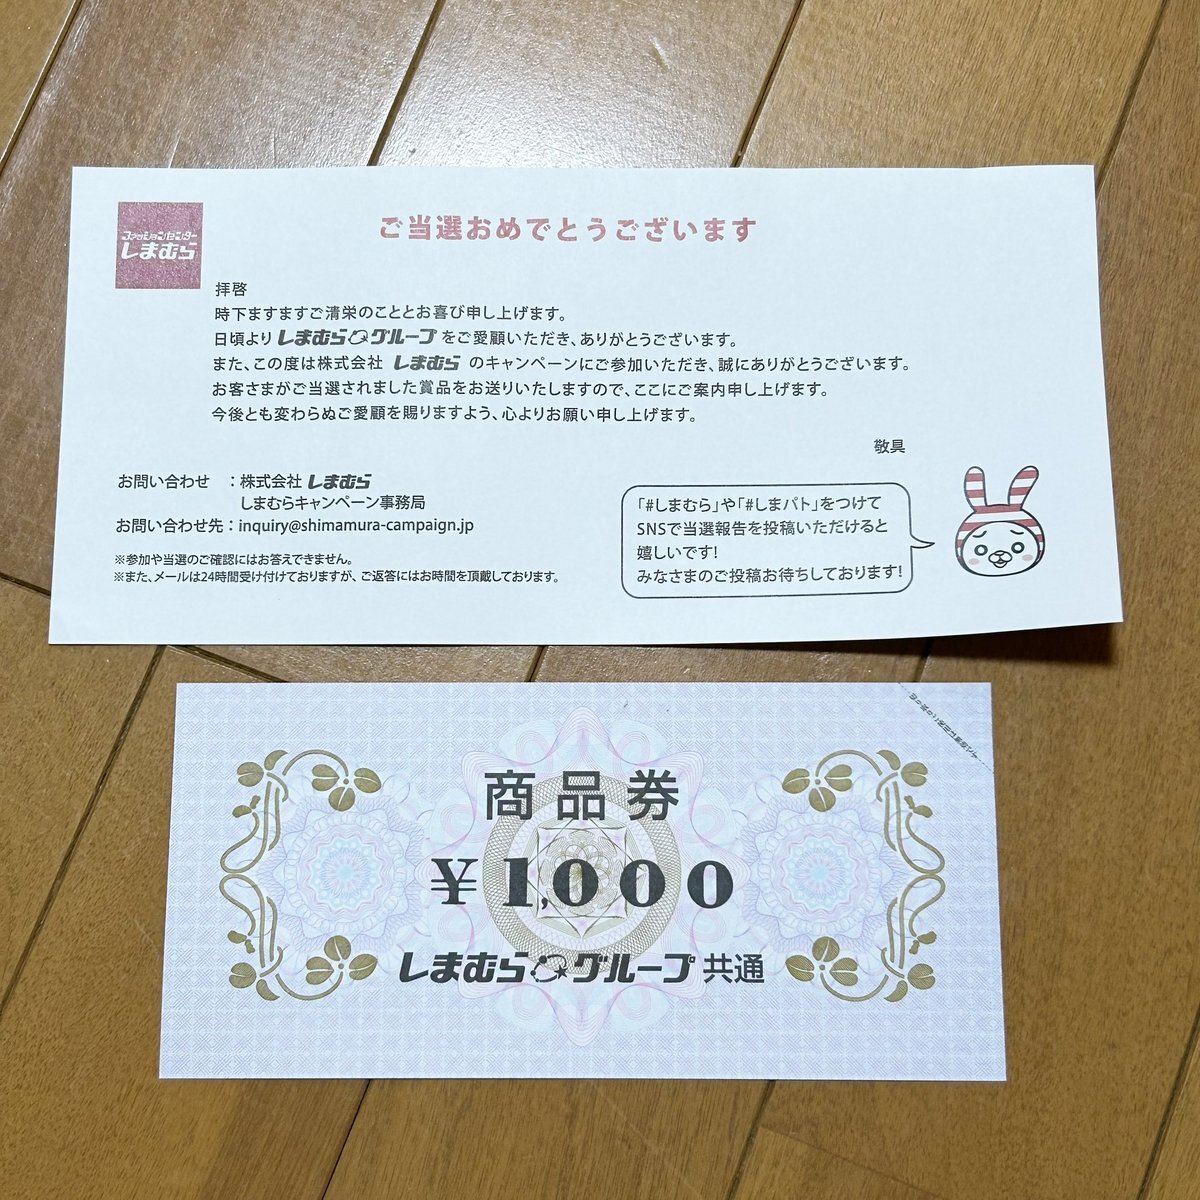 ファッションセンター
しまむら
ご当選おめでとうございます
拝啓
時下ますますご清栄のこととお喜び申し上げます。
日頃より しまむらグループ をご愛顧いただき、ありがとうございます。
また、この度は株式会社 しまむら のキャンペーンにご参加いただき、誠にありがとうございます。
お客さまがご当選されました賞品をお送りいたしますので、ここにご案内申し上げます。
今後とも変わらぬご愛顧を賜りますよう、心よりお願い申し上げます。
敬具
お問い合わせ ：株式会社 しまむら
しまむらキャンペーン事務局
お問い合わせ先：inquiry@shimamura-campaign.jp
※参加や当選のご確認にはお答えできません。
※また、メールは24時間受け付けておりますが、ご返答にはお時間を頂戴しております。
「#しまむら」や「#しまパト」をつけて
SNSで当選報告を投稿いただけると
嬉しいです!
みなさまのご投稿お待ちしております!
商品券
¥1,000
しまむらグループ共通